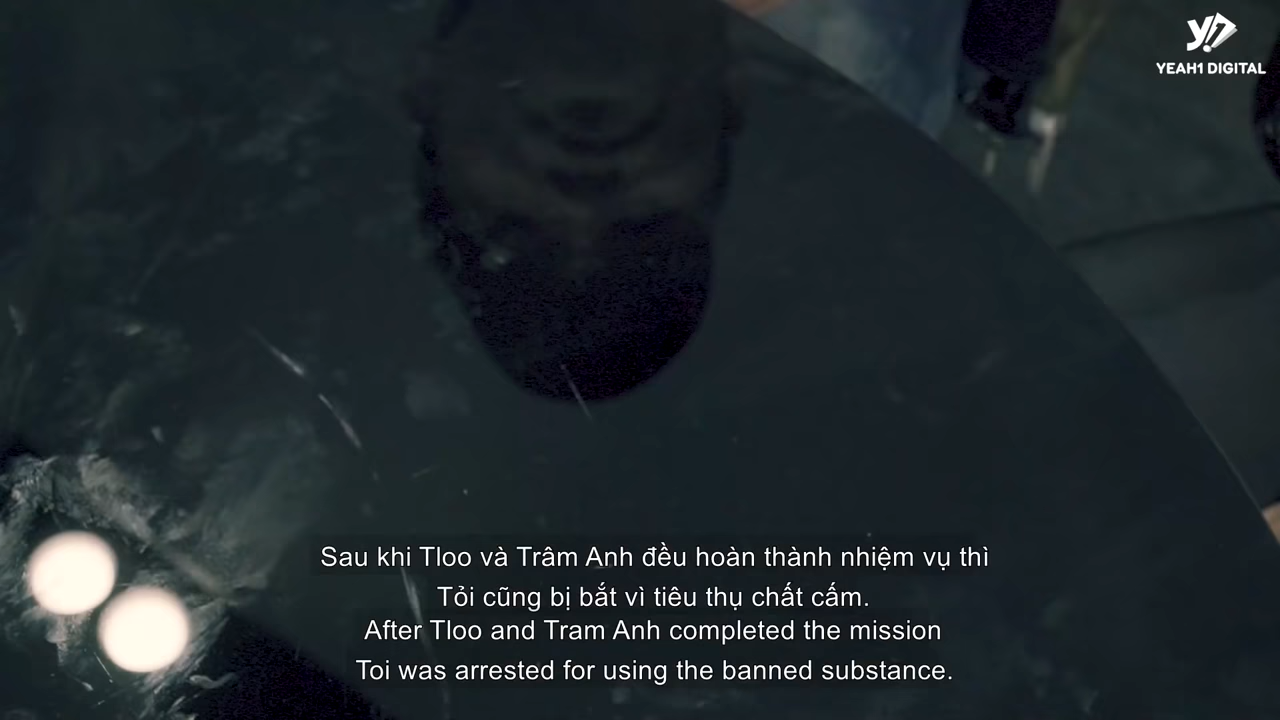 YEAH1 DIGITAL
Sau khi Tloo và Trâm Anh đều hoàn thành nhiệm vụ thì
Tỏi cũng bị bắt vì tiêu thụ chất cấm.
After Tloo and Tram Anh completed the mission
Toi was arrested for using the banned substance.